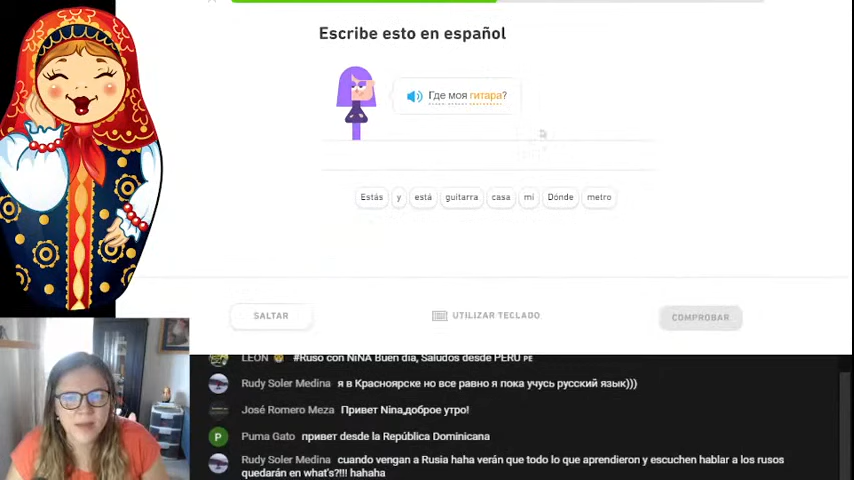 Escribe esto en español
Где моя гитара?
Estás y está guitarra casa mi Dónde metro
SALTAR
UTILIZAR TECLADO
COMPROBAR
LEON #Ruso con NiNA Buen día, Saludos desde PERU PE
Rudy Soler Medina я в Красноярске но все равно я пока учусь русский язык)))
José Romero Meza Привет Nina,доброе утро!
P Puma Gato привет desde la República Dominicana
Rudy Soler Medina cuando vengan a Rusia haha verán que todo lo que aprendieron y escuchen hablar a los rusos
quedarán en what's?!!! hahaha